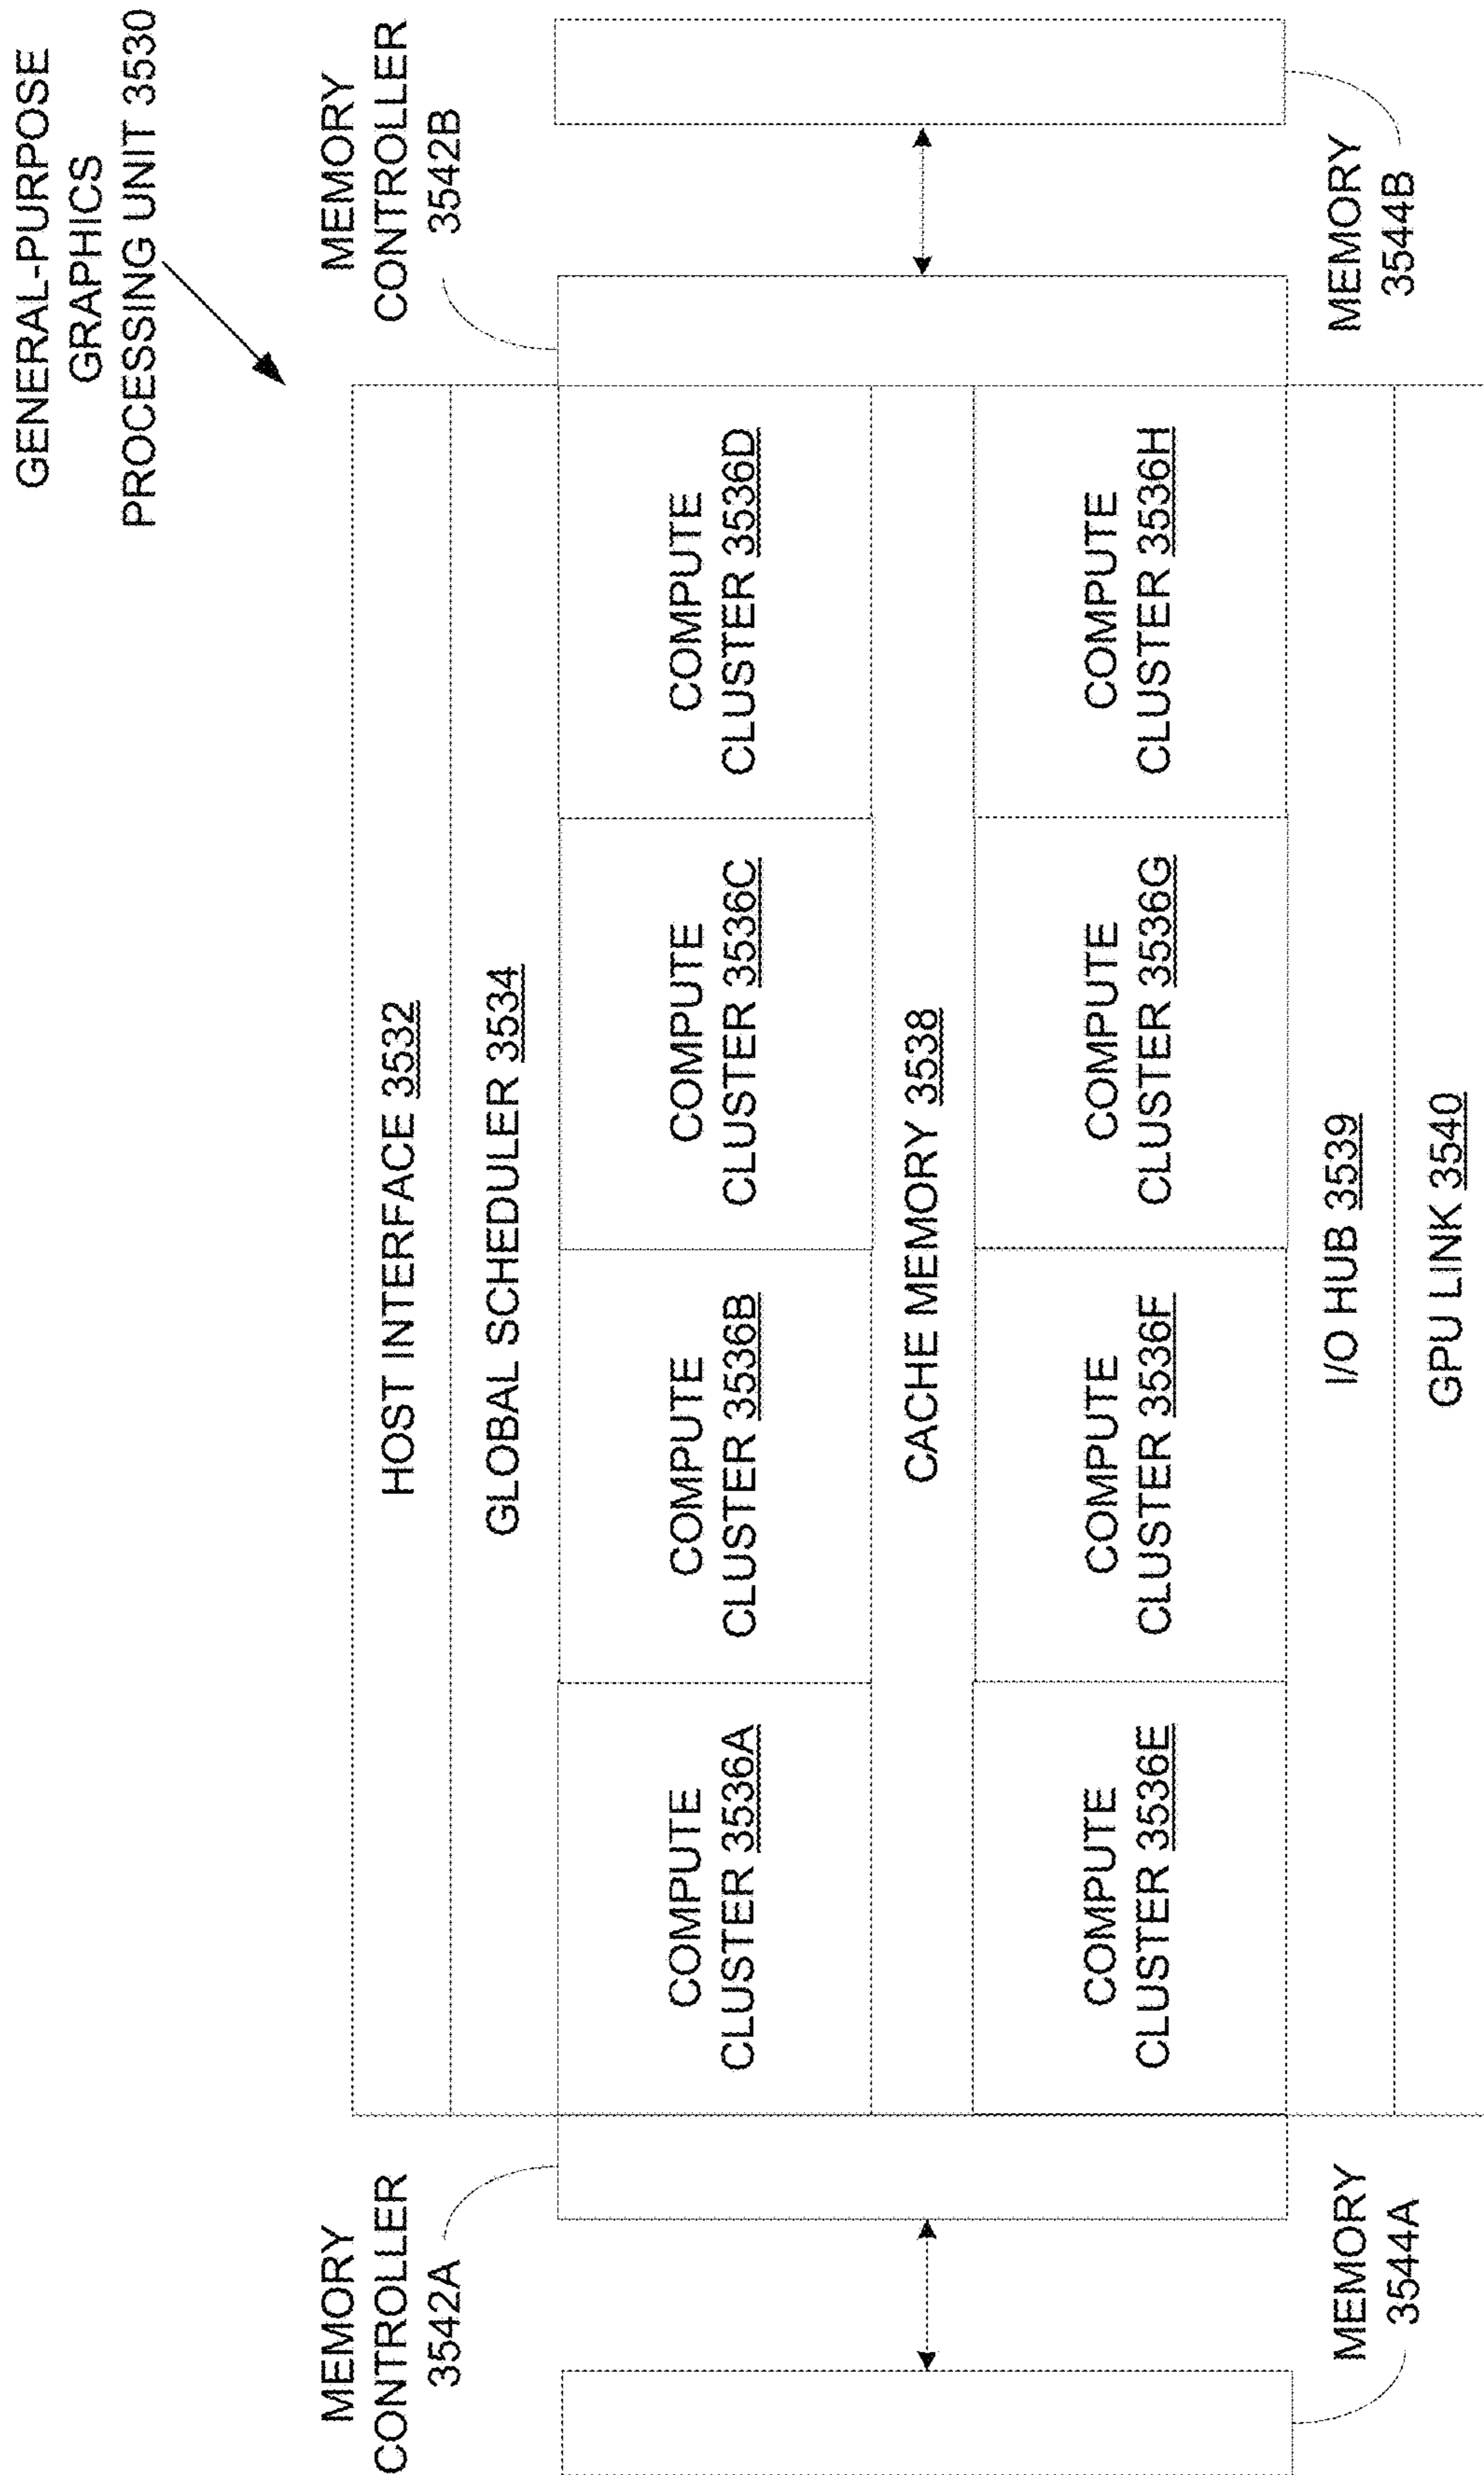 GENERAL-PURPOSE
GRAPHICS
PROCESSING UNIT 3530
MEMORY
CONTROLLER
3542A
MEMORY
CONTROLLER
3542B
HOST INTERFACE 3532
GLOBAL SCHEDULER 3534
COMPUTE
CLUSTER 3536A
COMPUTE
CLUSTER 3536B
COMPUTE
CLUSTER 3536C
COMPUTE
CLUSTER 3536D
CACHE MEMORY 3538
COMPUTE
CLUSTER 3536E
COMPUTE
CLUSTER 3536F
COMPUTE
CLUSTER 3536G
COMPUTE
CLUSTER 3536H
MEMORY
3544A
I/O HUB 3539
MEMORY
3544B
GPU LINK 3540